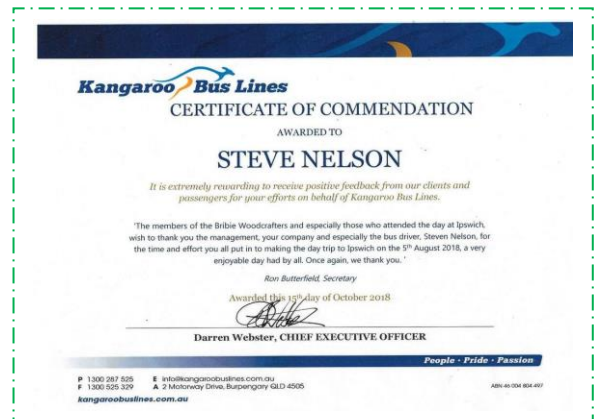 Kangaroo Bus Lines
CERTIFICATE OF COMMENDATION
AWARDED TO
STEVE NELSON
It is extremely rewarding to receive positive feedback from our clients and
passengers for your efforts on behalf of Kangaroo Bus Lines.
'The members of the Bribie Woodcrafters and especially those who attended the day at Ipswich,
wish to thank you the management, your company and especially the bus driver, Steven Nelson, for
the time and effort you all put in to making the day trip to Ipswich on the 5th August 2018, a very
enjoyable day had by all. Once again, we thank you. '
Ron Butterfield, Secretary
Awarded this 15th day of October 2018
Darren Webster, CHIEF EXECUTIVE OFFICER
People · Pride · Passion
P 1300 287 525 E info@kangaroobuslines.com.au
F 1300 525 329 A 2 Motorway Drive, Burpengary QLD 4505
ABN 46 004 804 497
kangaroobuslines.com.au